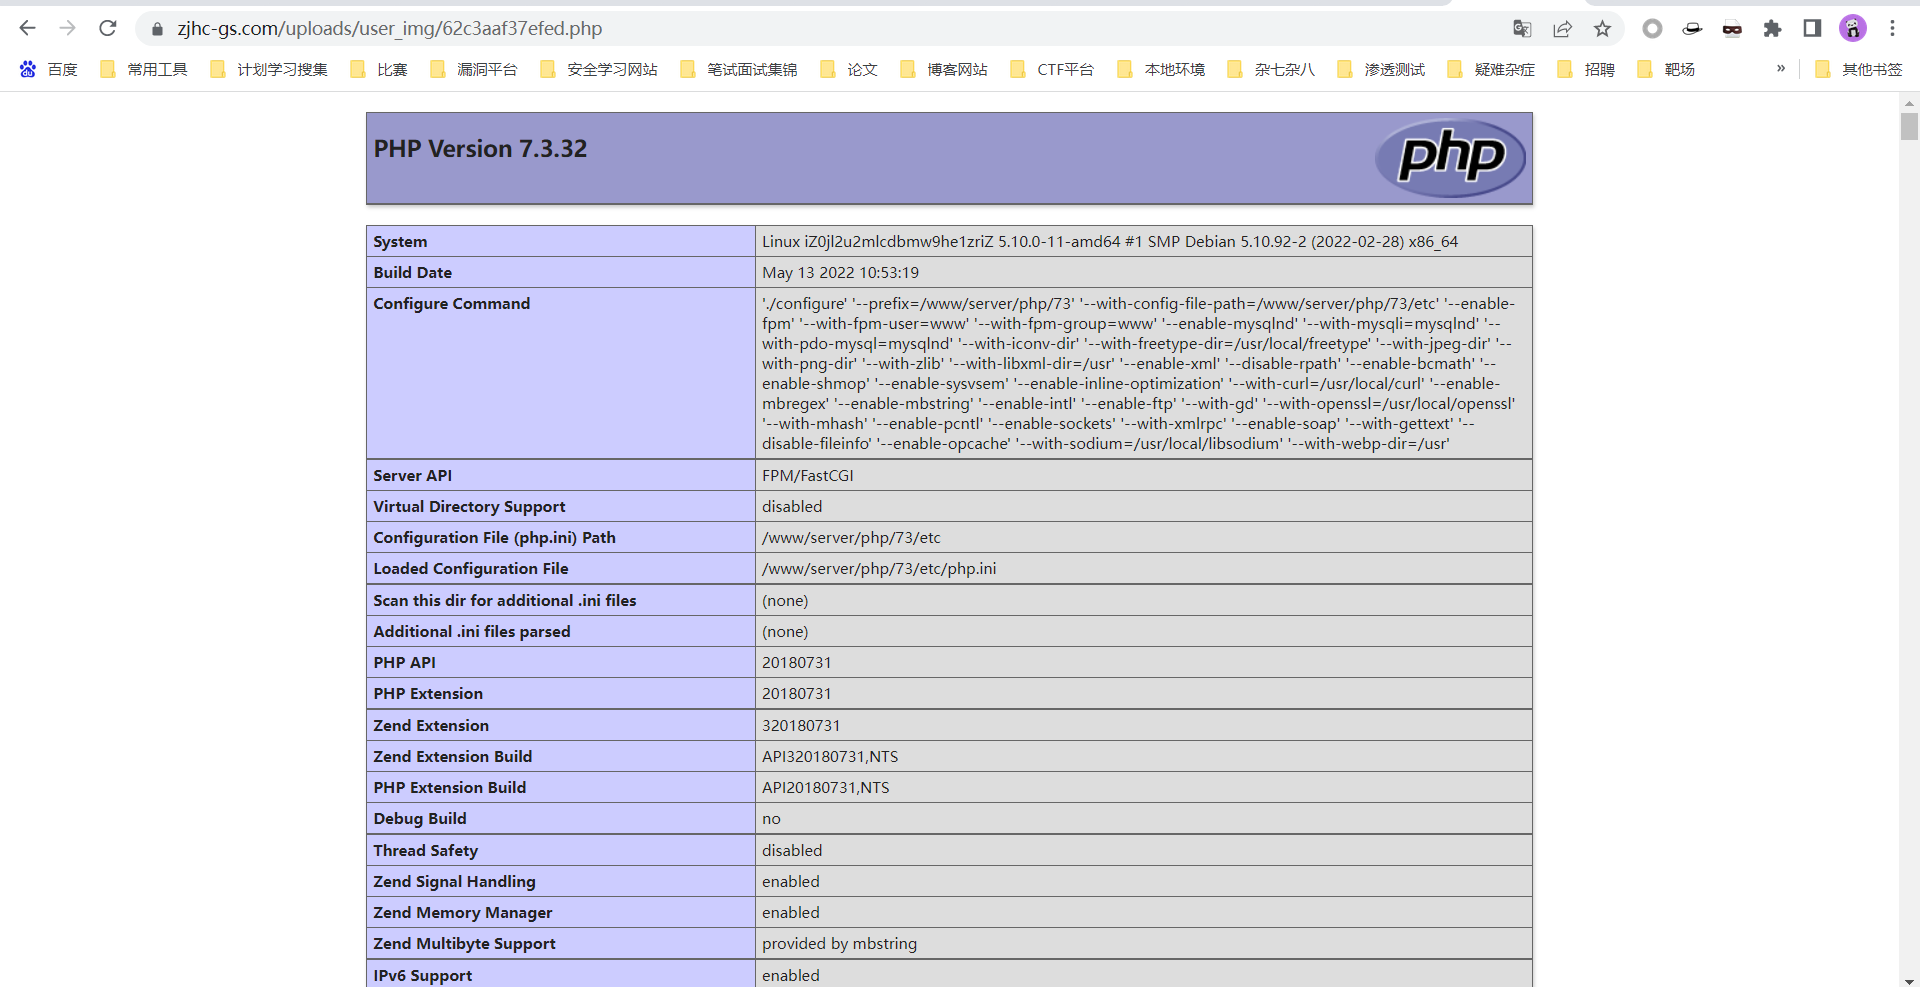 zjhc-gs.com/uploads/user_img/62c3aaf37efed.php
百度 常用工具 计划学习搜集 比赛 漏洞平台 安全学习网站 笔试面试集锦 论文 博客网站 CTF平台 本地环境 杂七杂八 渗透测试 疑难杂症 招聘 靶场 » 其他书签
PHP Version 7.3.32 php
System Linux iZ0jl2u2mlcdbmw9he1zriZ 5.10.0-11-amd64 #1 SMP Debian 5.10.92-2 (2022-02-28) x86_64
Build Date May 13 2022 10:53:19
Configure Command './configure' '--prefix=/www/server/php/73' '--with-config-file-path=/www/server/php/73/etc' '--enable-
fpm' '--with-fpm-user=www' '--with-fpm-group=www' '--enable-mysqlnd' '--with-mysqli=mysqlnd' '--
with-pdo-mysql=mysqlnd' '--with-iconv-dir' '--with-freetype-dir=/usr/local/freetype' '--with-jpeg-dir' '--
with-png-dir' '--with-zlib' '--with-libxml-dir=/usr' '--enable-xml' '--disable-rpath' '--enable-bcmath' '--
enable-shmop' '--enable-sysvsem' '--enable-inline-optimization' '--with-curl=/usr/local/curl' '--enable-
mbregex' '--enable-mbstring' '--enable-intl' '--enable-ftp' '--with-gd' '--with-openssl=/usr/local/openssl'
'--with-mhash' '--enable-pcntl' '--enable-sockets' '--with-xmlrpc' '--enable-soap' '--with-gettext' '--
disable-fileinfo' '--enable-opcache' '--with-sodium=/usr/local/libsodium' '--with-webp-dir=/usr'
Server API FPM/FastCGI
Virtual Directory Support disabled
Configuration File (php.ini) Path /www/server/php/73/etc
Loaded Configuration File /www/server/php/73/etc/php.ini
Scan this dir for additional .ini files (none)
Additional .ini files parsed (none)
PHP API 20180731
PHP Extension 20180731
Zend Extension 320180731
Zend Extension Build API320180731,NTS
PHP Extension Build API20180731,NTS
Debug Build no
Thread Safety disabled
Zend Signal Handling enabled
Zend Memory Manager enabled
Zend Multibyte Support provided by mbstring
IPv6 Support enabled